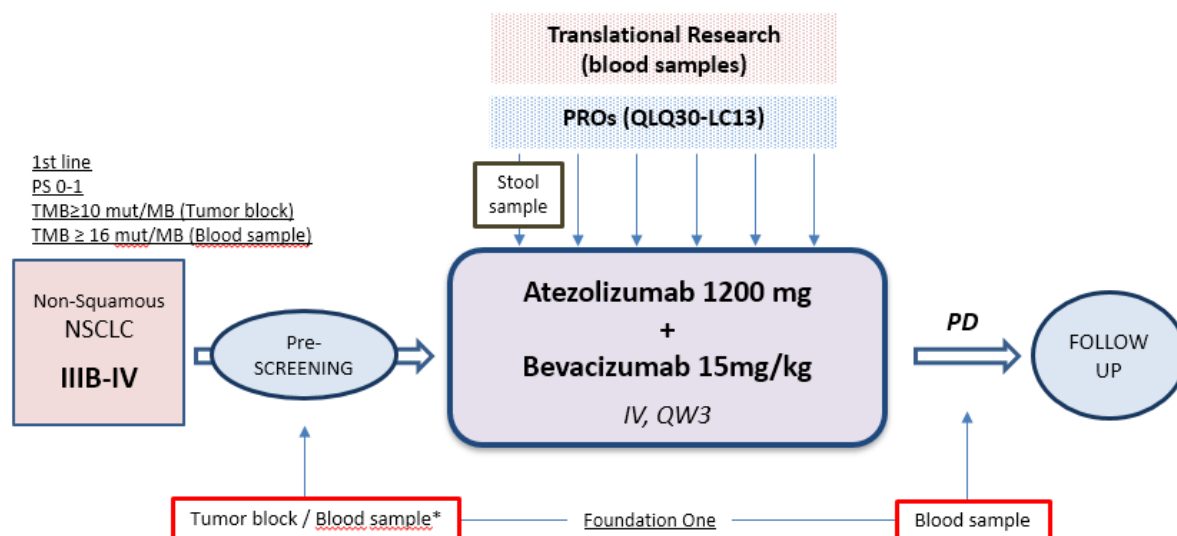 Translational Research
(blood samples)
PROs (QLQ30-LC13)
1st line
PS 0-1
TMB≥10 mut/MB (Tumor block)
TMB ≥ 16 mut/MB (Blood sample)
Stool
sample
Non-Squamous
NSCLC
IIIB-IV
Pre-
SCREENING
Atezolizumab 1200 mg
+
Bevacizumab 15mg/kg
IV, QW3
PD
FOLLOW
UP
Tumor block / Blood sample*
Foundation One
Blood sample